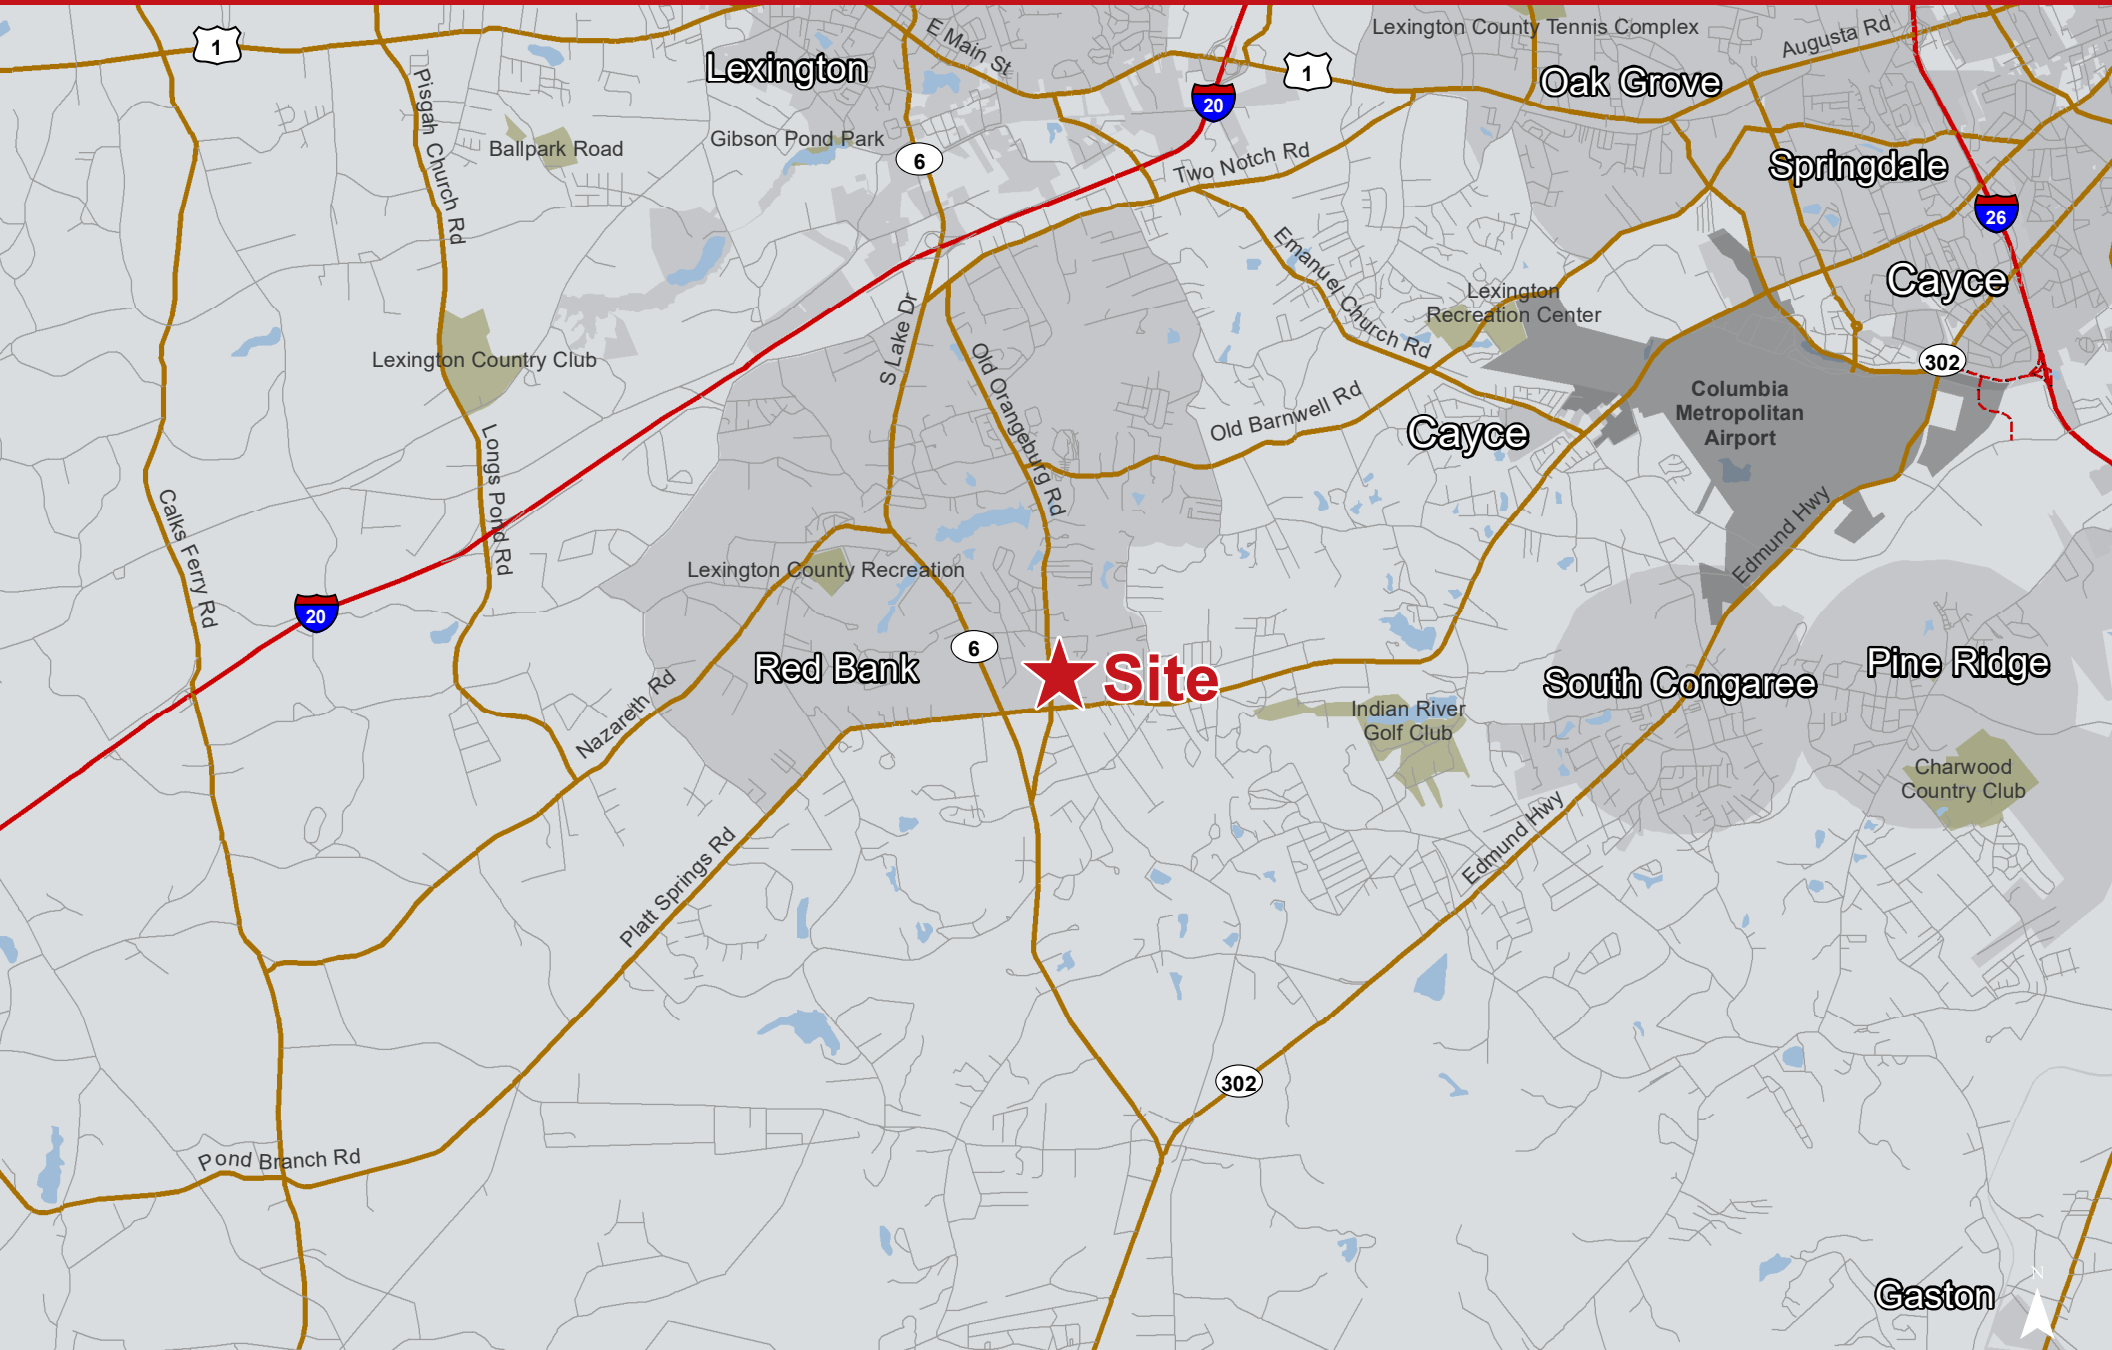 Lexington County Tennis Complex
1
E Main St
Augusta Rd
Lexington
1
Oak Grove
20
Pisgah Church Rd
Ballpark Road
Gibson Pond Park
6
Two Notch Rd
Springdale
26
Emanuel Church Rd
Cayce
Lexington
Recreation Center
S Lake Dr
Lexington Country Club
Old Orangeburg Rd
302
Columbia
Metropolitan
Airport
Old Barnwell Rd
Cayce
Longs Pond Rd
Calks Ferry Rd
Edmund Hwy
Lexington County Recreation
20
6
Red Bank
Site
South Congaree
Pine Ridge
Nazareth Rd
Indian River
Golf Club
Charwood
Country Club
Edmund Hwy
Platt Springs Rd
302
Pond Branch Rd
N
Gaston